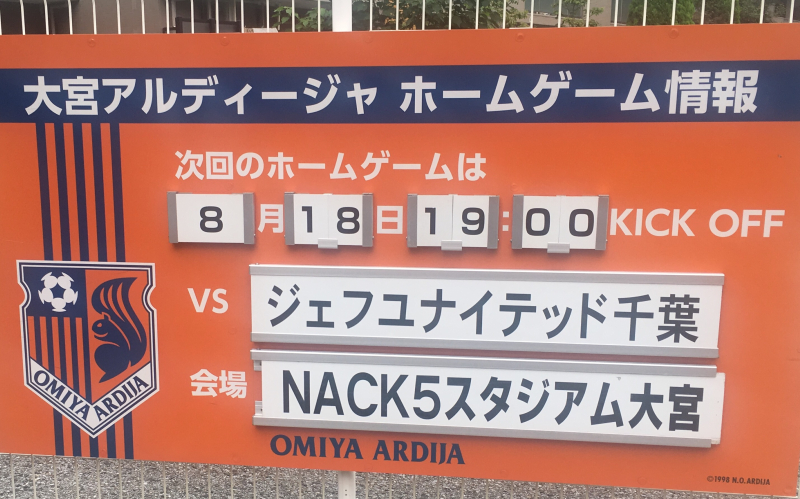 大宮アルディージャ ホームゲーム情報
次回のホームゲームは
8月18日19:00 KICK OFF
VS ジェフユナイテッド千葉
会場 NACK5スタジアム大宮
OMIYA ARDIJA
OMIYA ARDIJA
©1998 N.O.ARDIJA